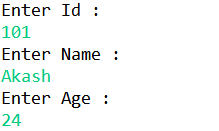 Enter Id :
101
Enter Name :
Akash
Enter Age :
24